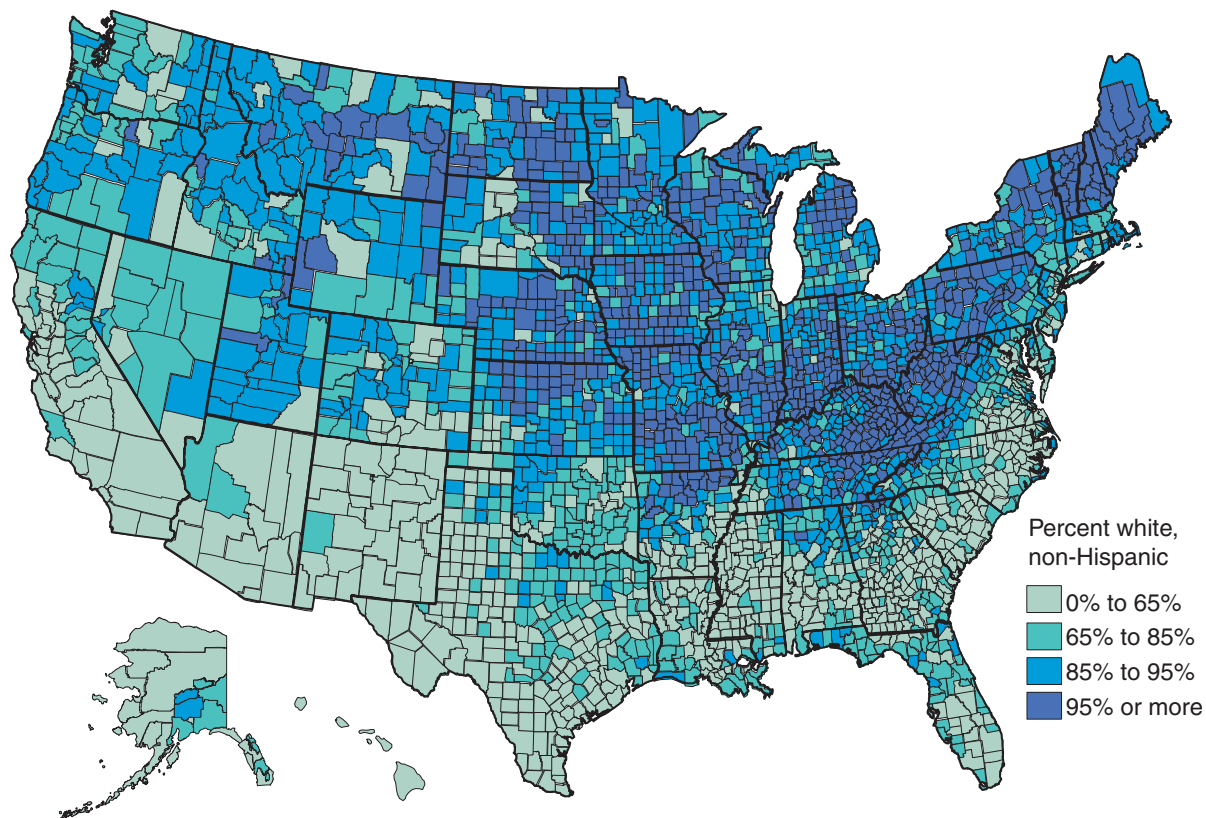 Percent white,
non-Hispanic
0% to 65%
65% to 85%
85% to 95%
95% or more